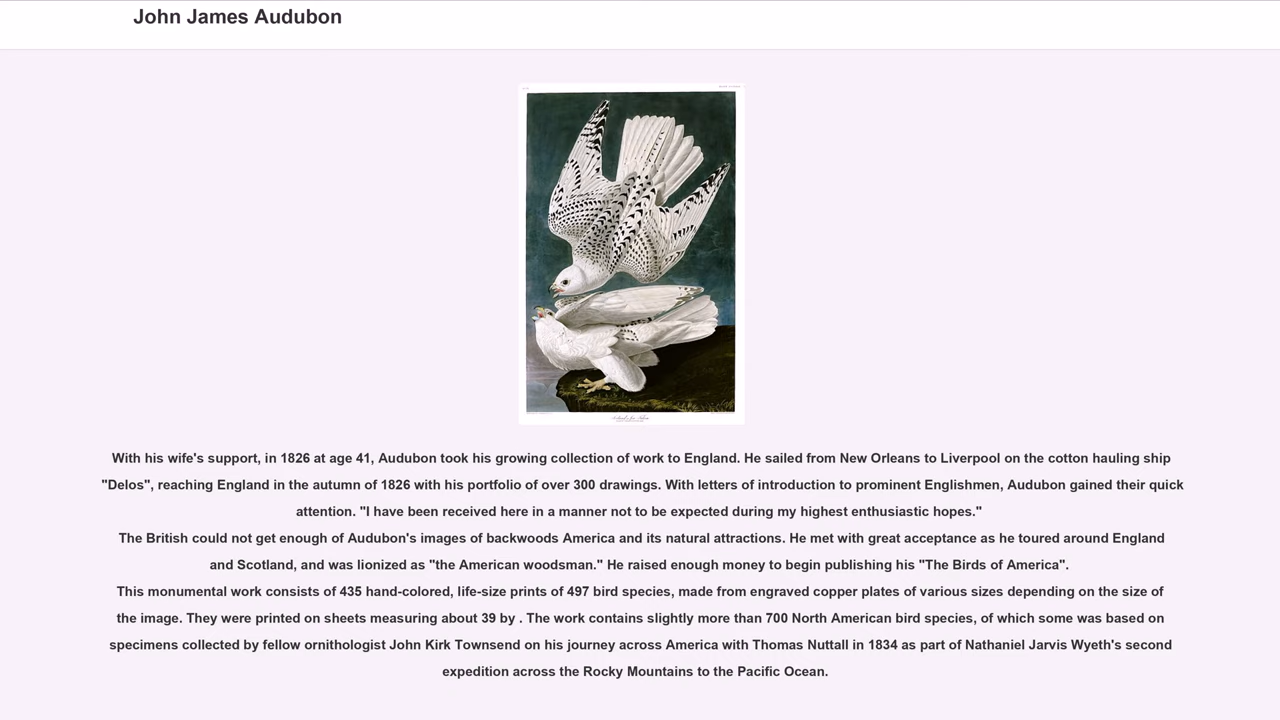 John James Audubon
With his wife's support, in 1826 at age 41, Audubon took his growing collection of work to England. He sailed from New Orleans to Liverpool on the cotton hauling ship
"Delos", reaching England in the autumn of 1826 with his portfolio of over 300 drawings. With letters of introduction to prominent Englishmen, Audubon gained their quick
attention. "I have been received here in a manner not to be expected during my highest enthusiastic hopes."
The British could not get enough of Audubon's images of backwoods America and its natural attractions. He met with great acceptance as he toured around England
and Scotland, and was lionized as "the American woodsman." He raised enough money to begin publishing his "The Birds of America".
This monumental work consists of 435 hand-colored, life-size prints of 497 bird species, made from engraved copper plates of various sizes depending on the size of
the image. They were printed on sheets measuring about 39 by . The work contains slightly more than 700 North American bird species, of which some was based on
specimens collected by fellow ornithologist John Kirk Townsend on his journey across America with Thomas Nuttall in 1834 as part of Nathaniel Jarvis Wyeth's second
expedition across the Rocky Mountains to the Pacific Ocean.